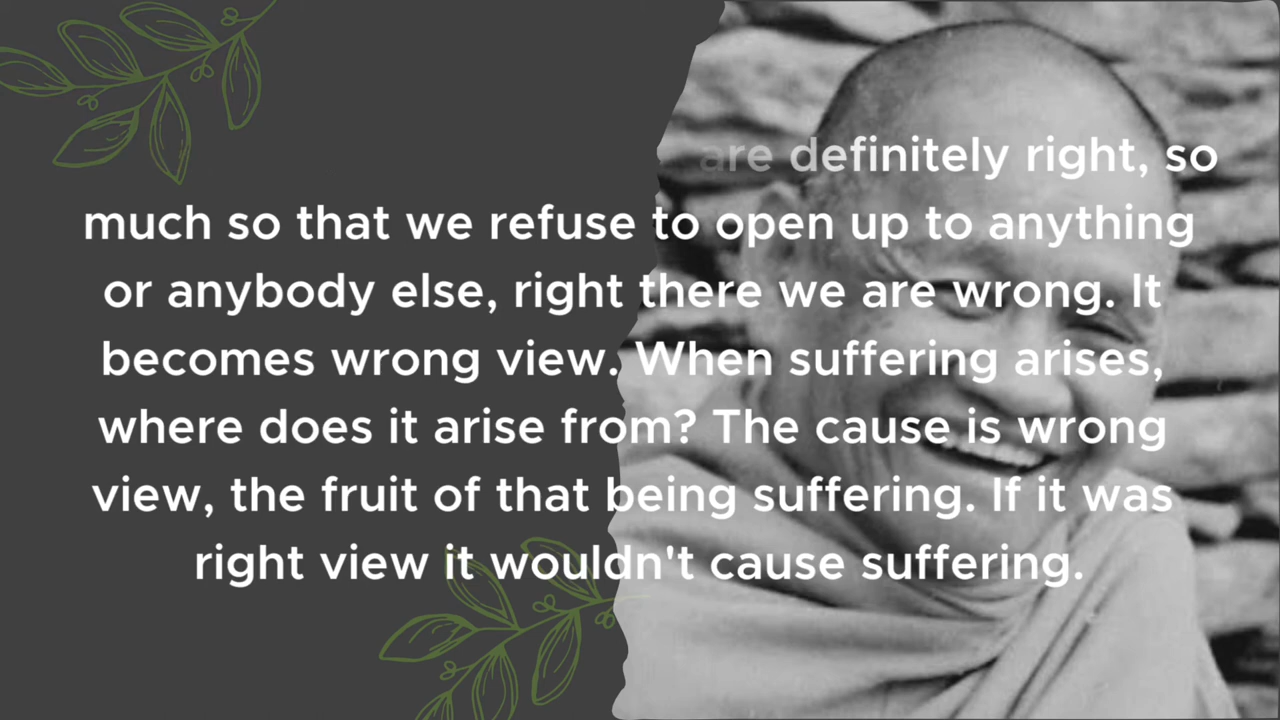 are definitely right, so
much so that we refuse to open up to anything
or anybody else, right there we are wrong. It
becomes wrong view. When suffering arises,
where does it arise from? The cause is wrong
view, the fruit of that being suffering. If it was
right view it wouldn't cause suffering.